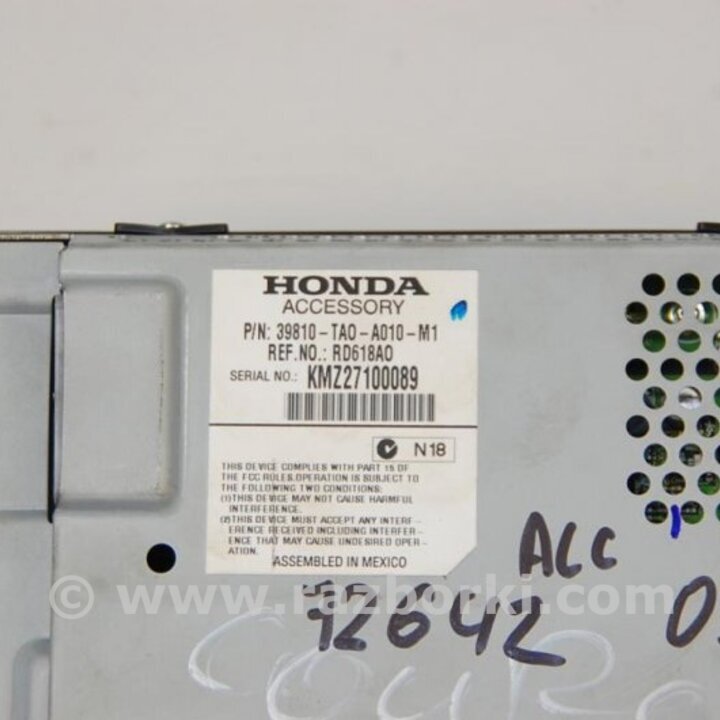 HONDA
ACCESSORY
P/N: 39810-TA0-A010-M1
REF.NO.: RD618A0
SERIAL NO.: KMZ27100089
N18
THIS DEVICE COMPLIES WITH PART 15 OF
THE FCC RULES.OPERATION IS SUBJECT TO
THE FOLLOWING TWO CONDITIONS:
(1)THIS DEVICE MAY NOT CAUSE HARMFUL
INTERFERENCE.
(2)THIS DEVICE MUST ACCEPT ANY INTERF-
ERENCE RECEIVED INCLUDING INTERFER-
ENCE THAT MAY CAUSE UNDESIRED OPER-
ATION.
ASSEMBLED IN MEXICO
ACC
© www.razborki.com
72642